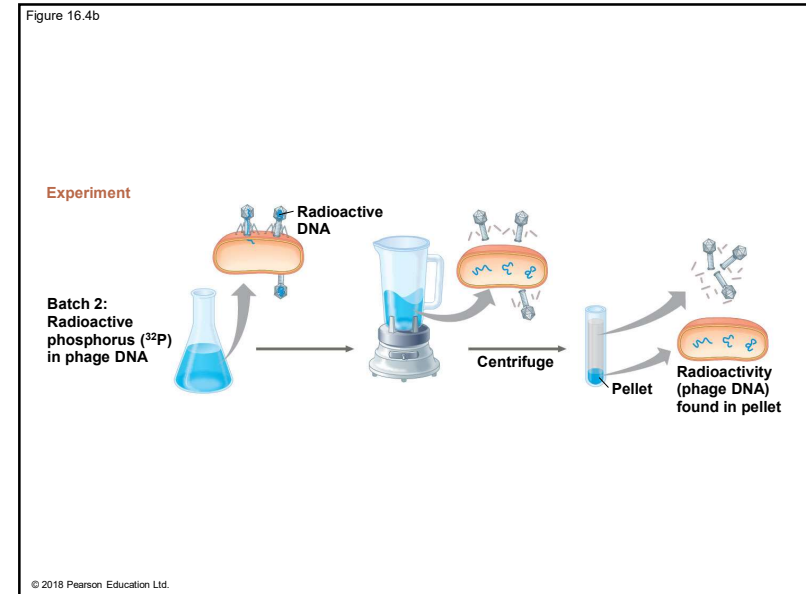 Figure 16.4b
Experiment
Radioactive
DNA
Batch 2:
Radioactive
phosphorus (³²P)
in phage DNA
Centrifuge
Pellet
Radioactivity
(phage DNA)
found in pellet
© 2018 Pearson Education Ltd.